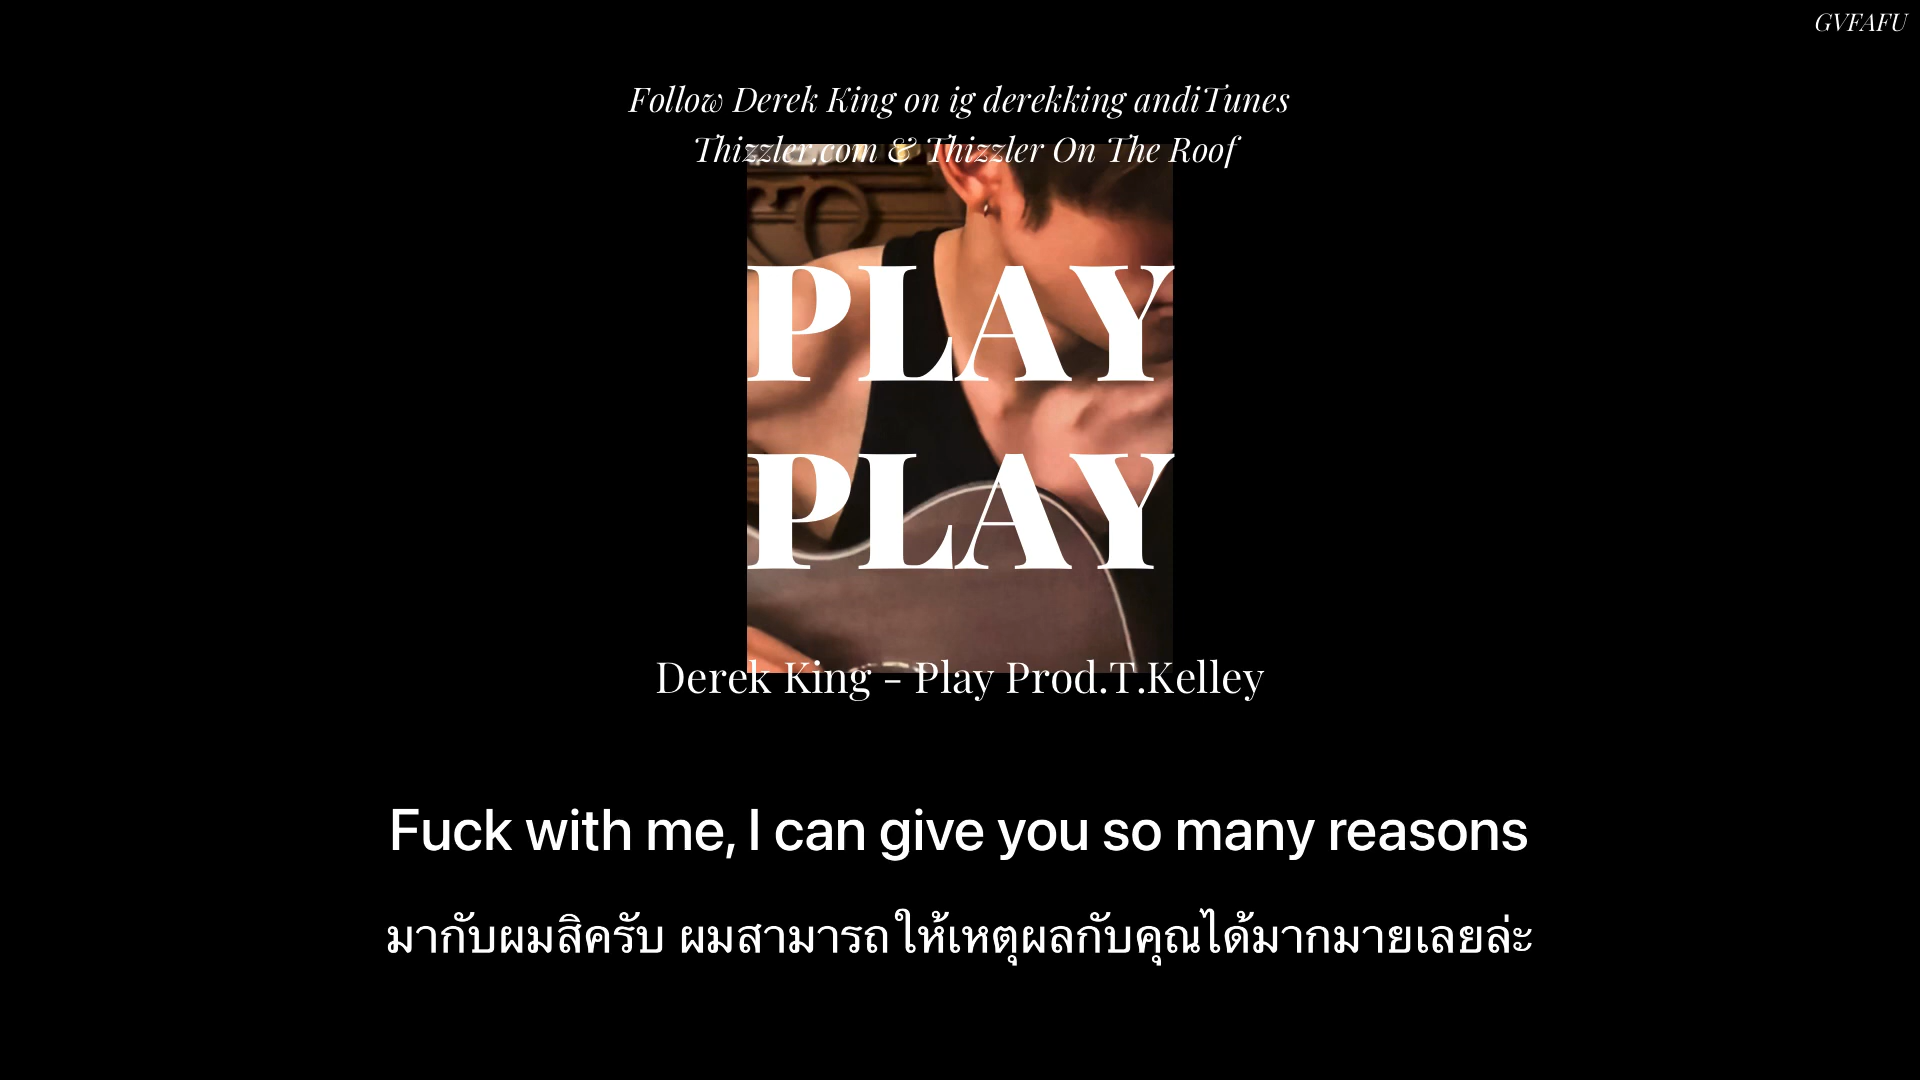 GVFAFU
Follow Derek King on ig derekking andiTunes
Thizzler.com & Thizzler On The Roof
PLAY
PLAY
Derek King - Play Prod.T.Kelley
Fuck with me, I can give you so many reasons
มากับผมสิครับ ผมสามารถให้เหตุผลกับคุณได้มากมายเลยล่ะ